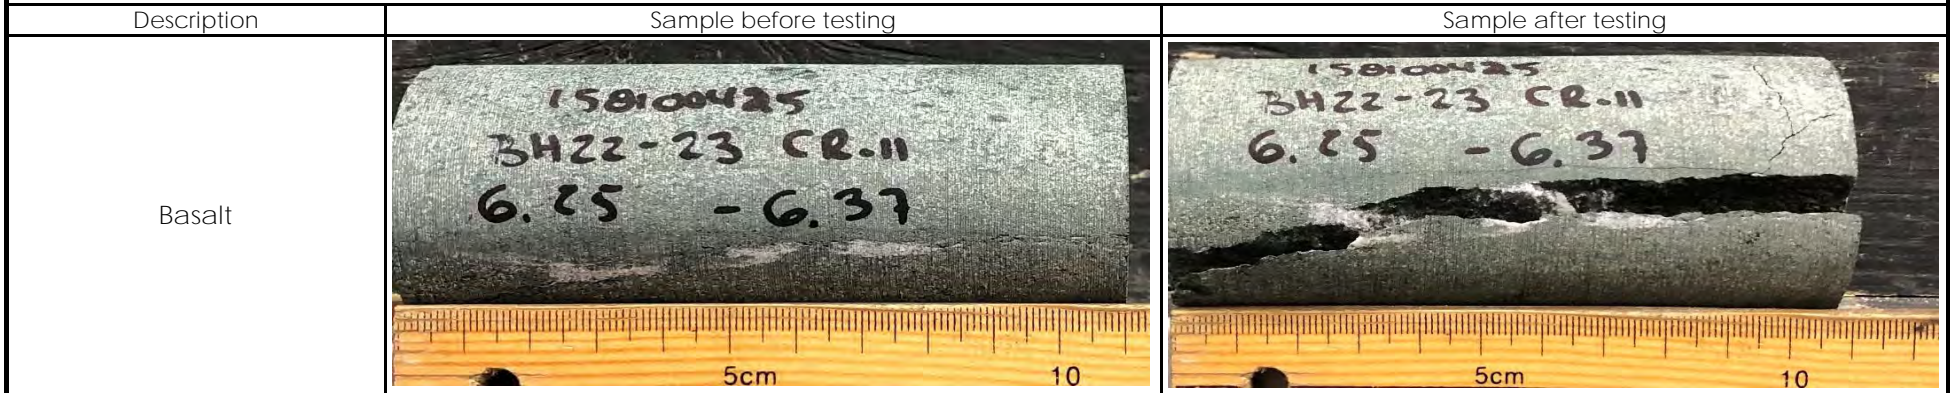 Description
Sample before testing
Sample after testing
Basalt
158100425
BH22-23 CR-11
6.25 - 6.37
5cm 10
158100425
BH22-23 CR-11
6.25 - 6.37
5cm 10